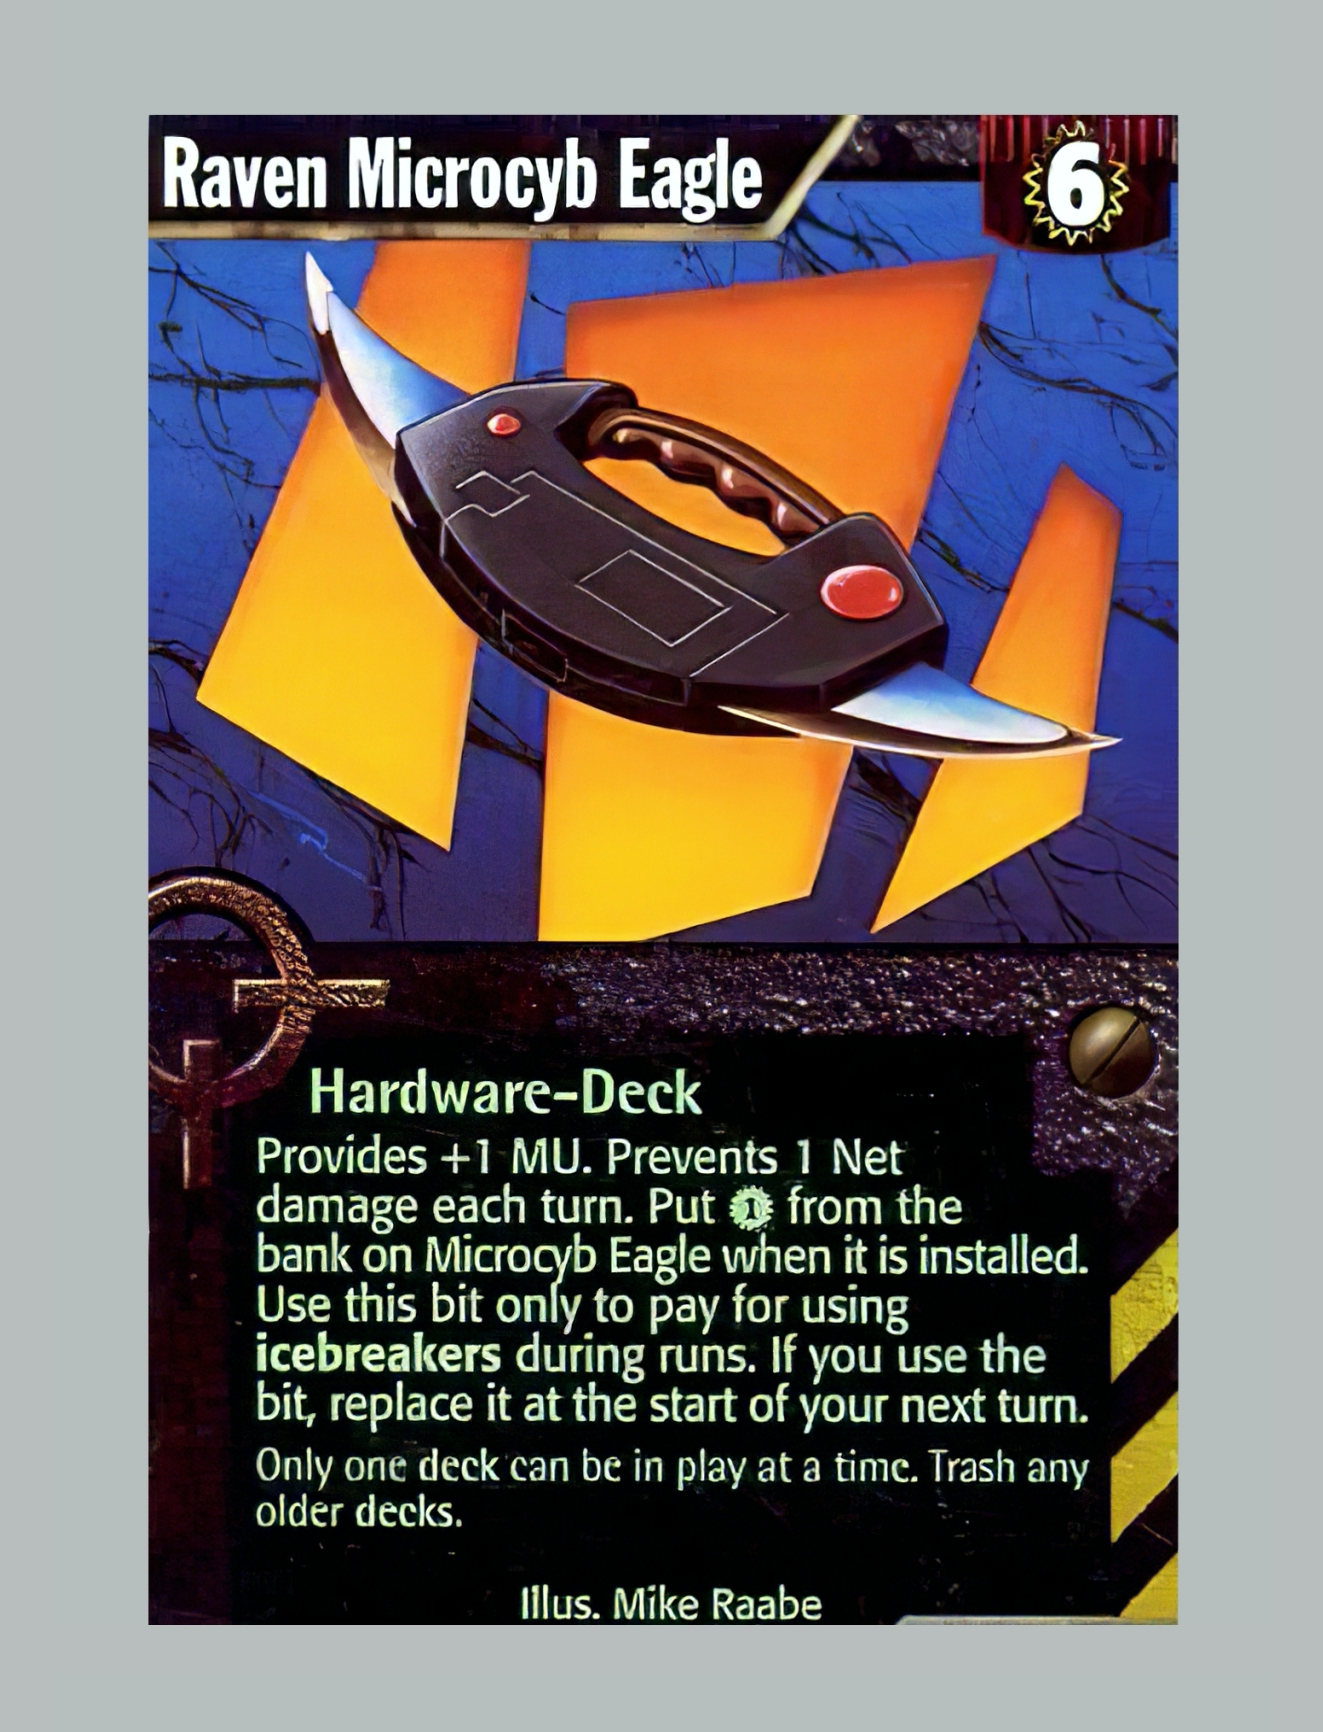 Raven Microcyb Eagle
6
Hardware-Deck
Provides +1 MU. Prevents 1 Net
damage each turn. Put 1 from the
bank on Microcyb Eagle when it is installed.
Use this bit only to pay for using
icebreakers during runs. If you use the
bit, replace it at the start of your next turn.
Only one deck can be in play at a time. Trash any
older decks.
Illus. Mike Raabe